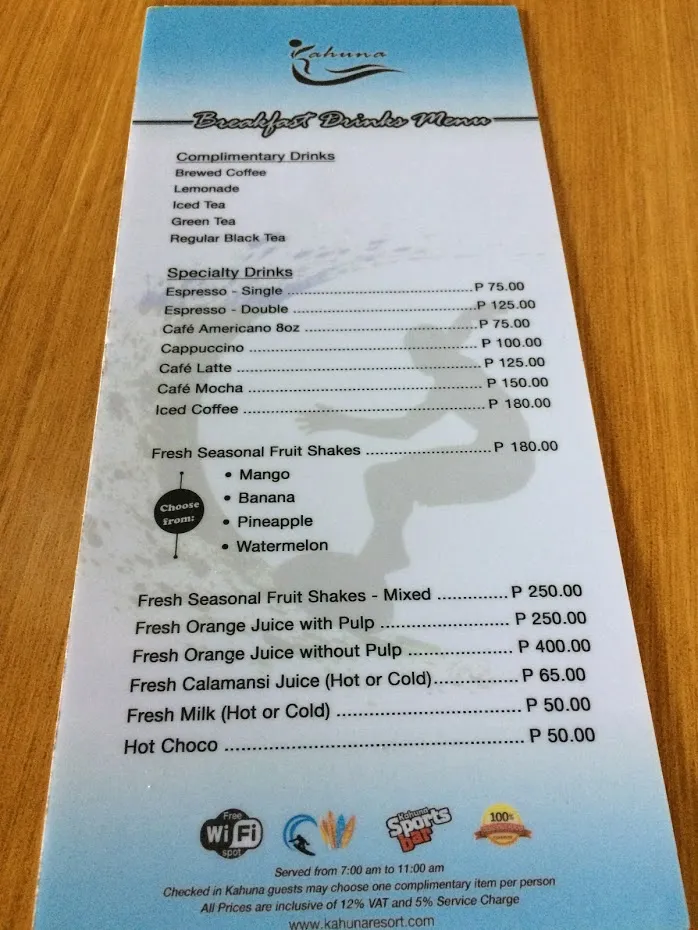 Kahuna
Breakfast Drinks Menu
Complimentary Drinks
Brewed Coffee
Lemonade
Iced Tea
Green Tea
Regular Black Tea
Specialty Drinks
Espresso - Single ............................................. P 75.00
Espresso - Double ............................................. P 125.00
Café Americano 8oz ............................................. P 75.00
Cappuccino ............................................. P 100.00
Café Latte ............................................. P 125.00
Café Mocha ............................................. P 150.00
Iced Coffee ............................................. P 180.00
Fresh Seasonal Fruit Shakes ............................. P 180.00
Choose from:
• Mango
• Banana
• Pineapple
• Watermelon
Fresh Seasonal Fruit Shakes - Mixed ............. P 250.00
Fresh Orange Juice with Pulp ........................ P 250.00
Fresh Orange Juice without Pulp .................... P 400.00
Fresh Calamansi Juice (Hot or Cold)................ P 65.00
Fresh Milk (Hot or Cold) ................................. P 50.00
Hot Choco ..................................................... P 50.00
Free
WiFi
spot
Kahuna
Sports
bar
100%
Served from 7:00 am to 11:00 am
Checked in Kahuna guests may choose one complimentary item per person
All Prices are inclusive of 12% VAT and 5% Service Charge
www.kahunaresort.com